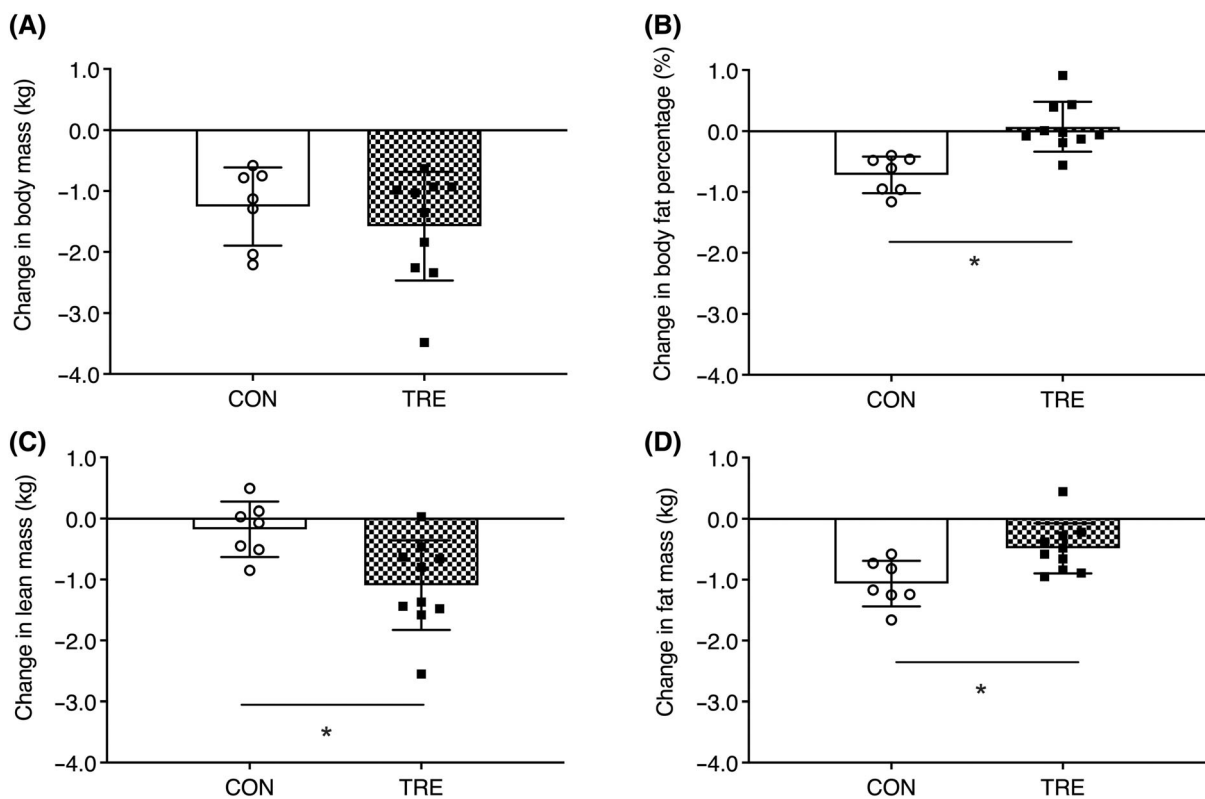 (A)
Change in body mass (kg)
1.0
0.0
−1.0
−2.0
−3.0
−4.0
CON
TRE
(B)
Change in body fat percentage (%)
1.0
0.0
−1.0
−2.0
−3.0
−4.0
*
CON
TRE
(C)
Change in lean mass (kg)
1.0
0.0
−1.0
−2.0
−3.0
−4.0
*
CON
TRE
(D)
Change in fat mass (kg)
1.0
0.0
−1.0
−2.0
−3.0
−4.0
*
CON
TRE